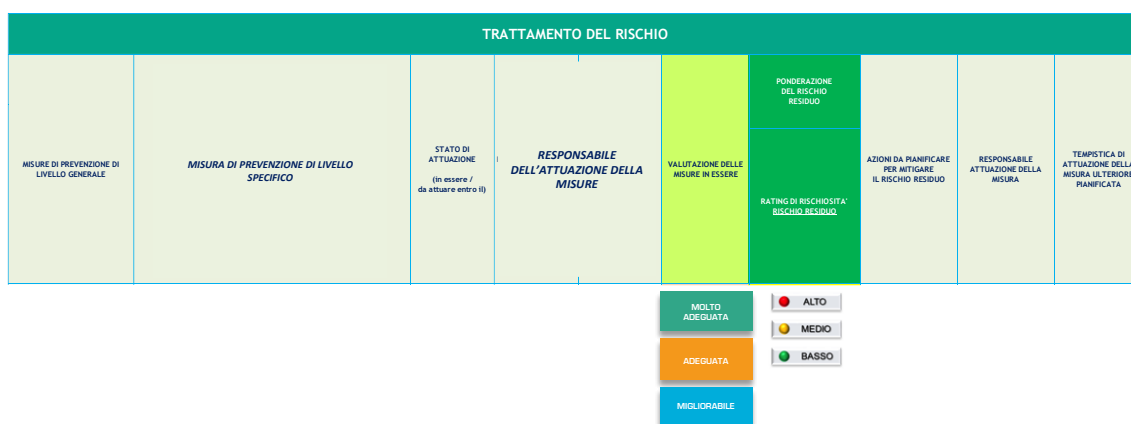 TRATTAMENTO DEL RISCHIO
MISURE DI PREVENZIONE DI
LIVELLO GENERALE
MISURA DI PREVENZIONE DI LIVELLO
SPECIFICO
STATO DI
ATTUAZIONE
(in essere /
da attuare entro il)
RESPONSABILE
DELL'ATTUAZIONE DELLA
MISURE
VALUTAZIONE DELLE
MISURE IN ESSERE
PONDERAZIONE
DEL RISCHIO
RESIDUO
RATING DI RISCHIOSITA'
RISCHIO RESIDUO
AZIONI DA PIANIFICARE
PER MITIGARE
IL RISCHIO RESIDUO
RESPONSABILE
ATTUAZIONE DELLA
MISURA
TEMPISTICA DI
ATTUAZIONE DELLA
MISURA ULTERIORE
PIANIFICATA
MOLTO
ADEGUATA
ADEGUATA
MIGLIORABILE
ALTO
MEDIO
BASSO